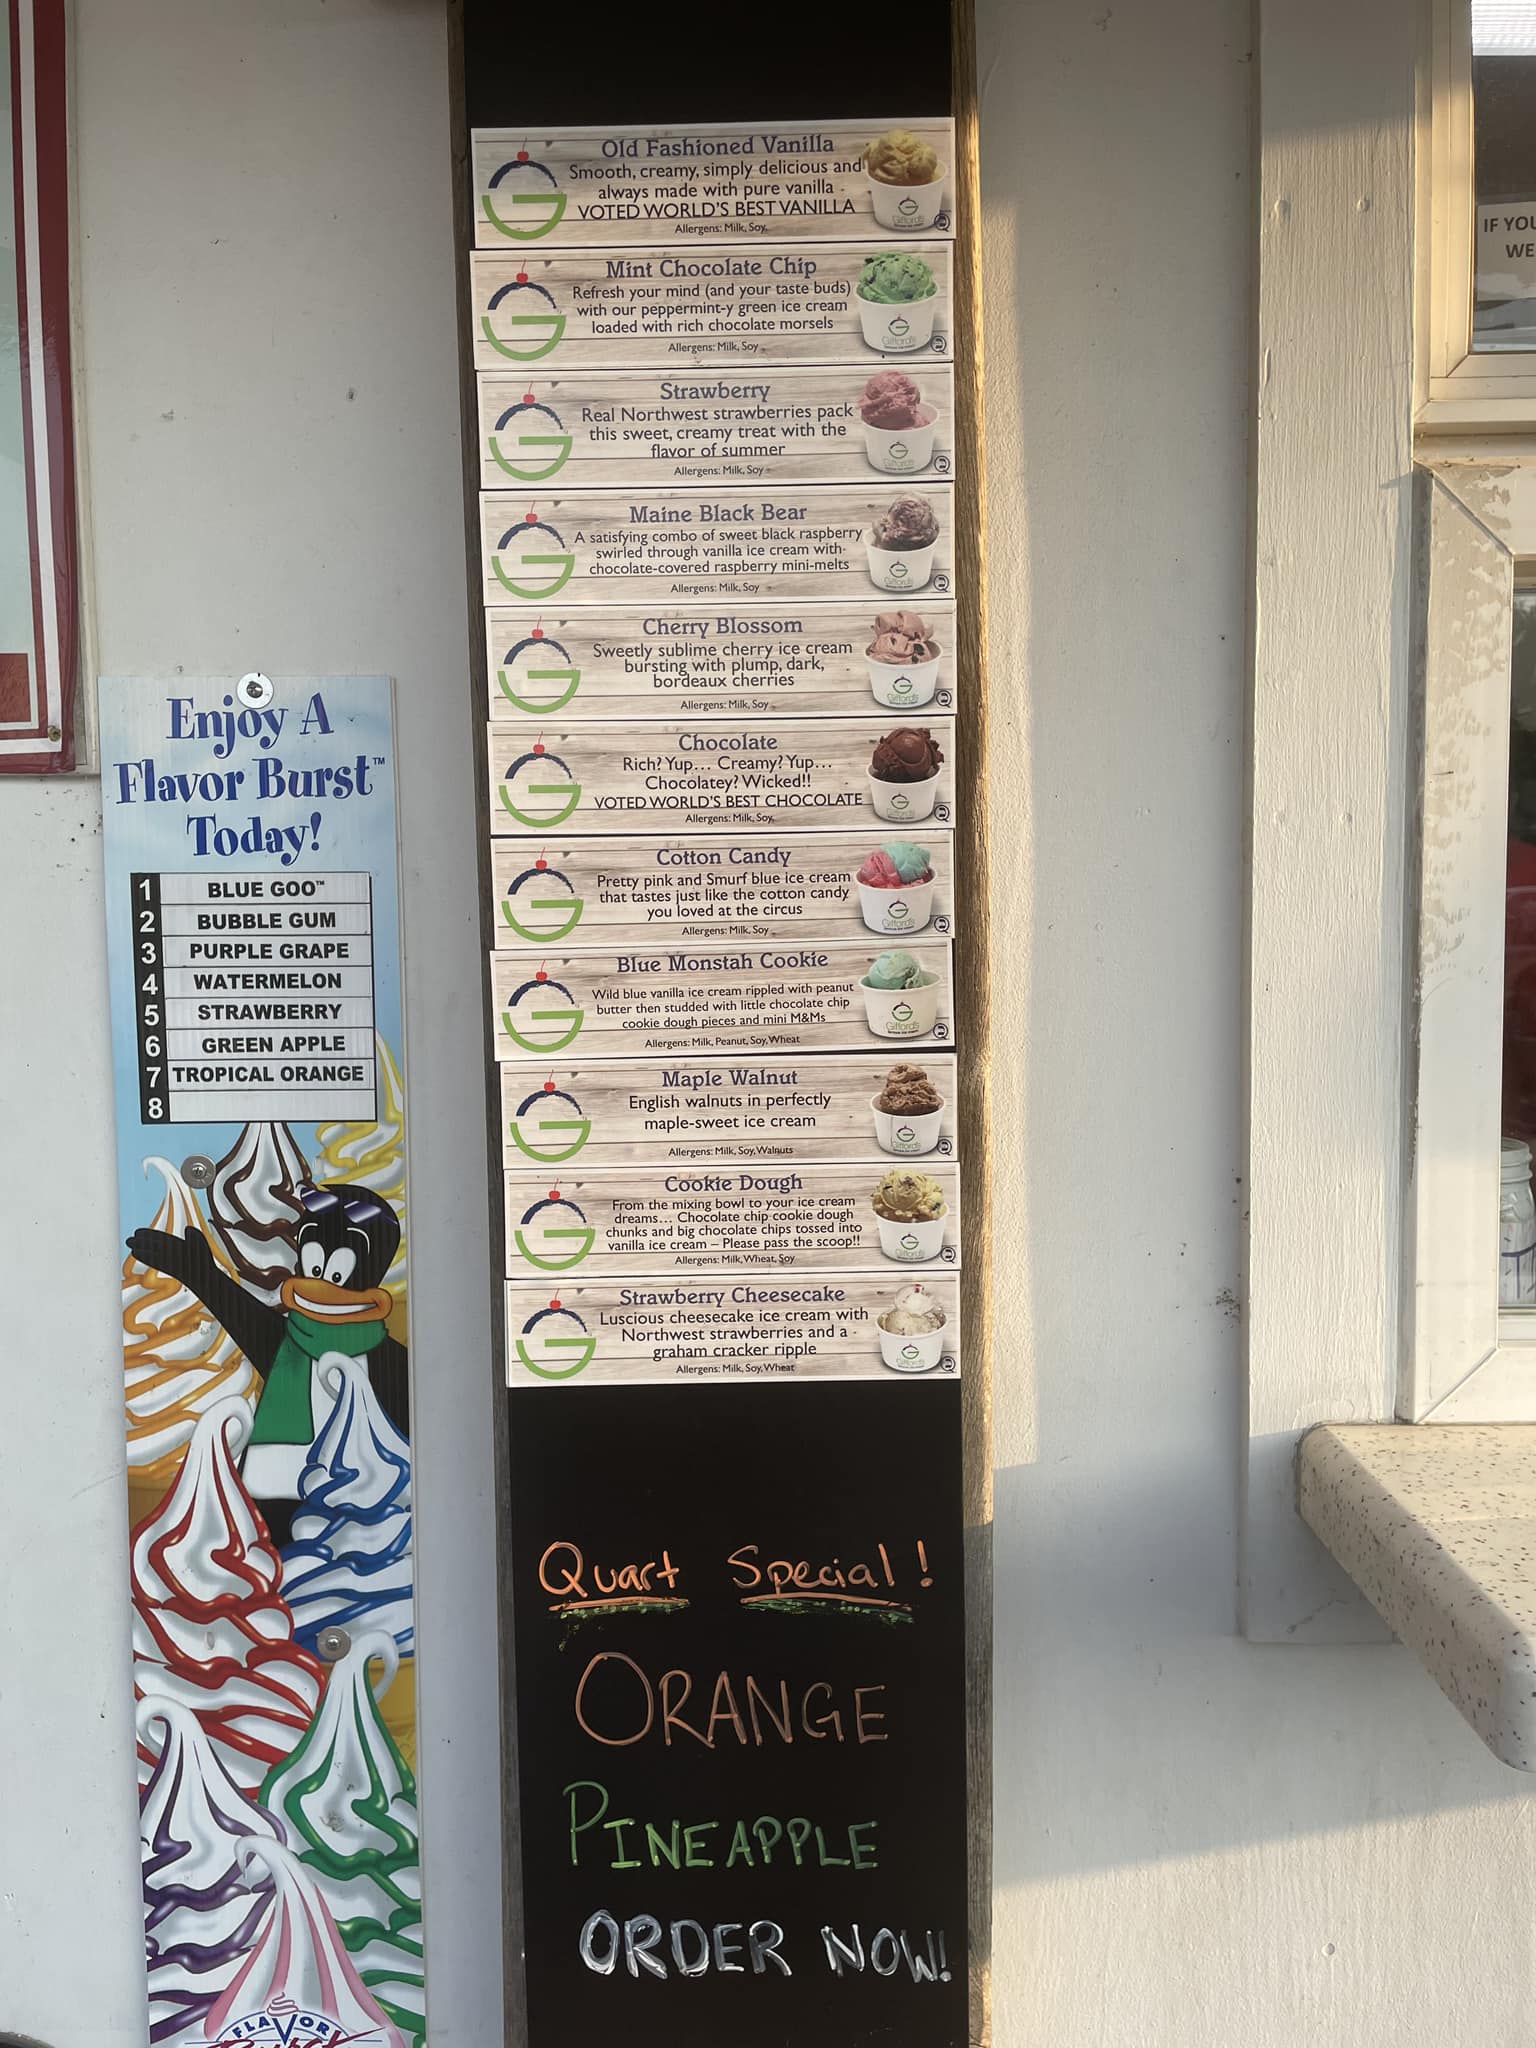 Old Fashioned Vanilla
Smooth, creamy, simply delicious and
always made with pure vanilla
VOTED WORLD'S BEST VANILLA
Allergens: Milk, Soy,
Gifford's
Mint Chocolate Chip
Refresh your mind (and your taste buds)
with our peppermint-y green ice cream
loaded with rich chocolate morsels
Allergens: Milk, Soy
Gifford's
Strawberry
Real Northwest strawberries pack
this sweet, creamy treat with the
flavor of summer
Allergens: Milk, Soy
Gifford's
Maine Black Bear
A satisfying combo of sweet black raspberry
swirled through vanilla ice cream with
chocolate-covered raspberry mini-melts
Allergens: Milk, Soy
Gifford's
Cherry Blossom
Sweetly sublime cherry ice cream
bursting with plump, dark,
bordeaux cherries
Allergens: Milk, Soy
Gifford's
Chocolate
Rich? Yup... Creamy? Yup...
Chocolatey? Wicked!!
VOTED WORLD'S BEST CHOCOLATE
Allergens: Milk, Soy,
Gifford's
Cotton Candy
Pretty pink and Smurf blue ice cream
that tastes just like the cotton candy
you loved at the circus
Allergens: Milk, Soy
Gifford's
Blue Monstah Cookie
Wild blue vanilla ice cream rippled with peanut
butter then studded with little chocolate chip
cookie dough pieces and mini M&Ms
Allergens: Milk, Peanut, Soy, Wheat
Gifford's
Maple Walnut
English walnuts in perfectly
maple-sweet ice cream
Allergens: Milk, Soy, Walnuts
Gifford's
Cookie Dough
From the mixing bowl to your ice cream
dreams... Chocolate chip cookie dough
chunks and big chocolate chips tossed into
vanilla ice cream – Please pass the scoop!!
Allergens: Milk, Wheat, Soy
Gifford's
Strawberry Cheesecake
Luscious cheesecake ice cream with
Northwest strawberries and a
graham cracker ripple
Allergens: Milk, Soy, Wheat
Gifford's
Quart Special!
ORANGE
PINEAPPLE
ORDER NOW!
Enjoy A
Flavor Burst™
Today!
1 BLUE GOO™
2 BUBBLE GUM
3 PURPLE GRAPE
4 WATERMELON
5 STRAWBERRY
6 GREEN APPLE
7 TROPICAL ORANGE
8
FLAVOR
Burst
IF YOU
WE